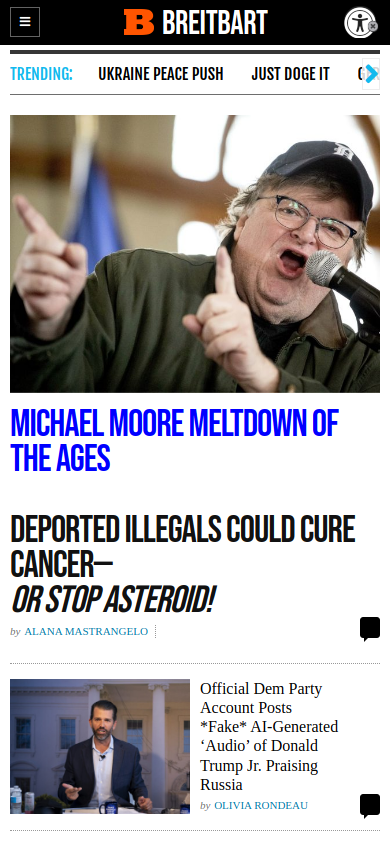 BREITBART
TRENDING: UKRAINE PEACE PUSH JUST DOGE IT
MICHAEL MOORE MELTDOWN OF
THE AGES
DEPORTED ILLEGALS COULD CURE
CANCER—
OR STOP ASTEROID!
by ALANA MASTRANGELO
Official Dem Party
Account Posts
*Fake* AI-Generated
‘Audio’ of Donald
Trump Jr. Praising
Russia
by OLIVIA RONDEAU